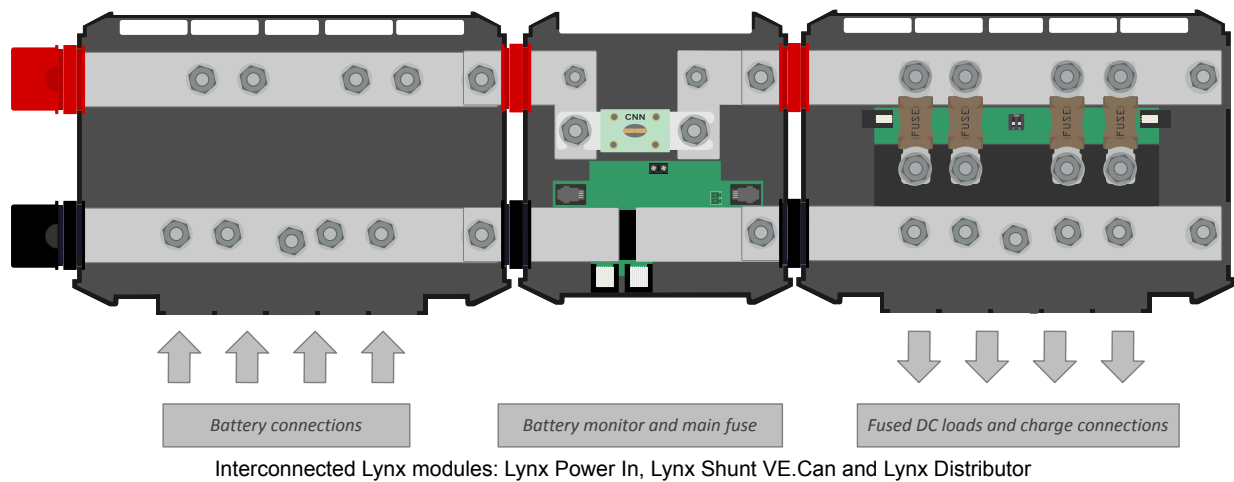 CNN
FUSE
FUSE
FUSE
FUSE
Battery connections
Battery monitor and main fuse
Fused DC loads and charge connections
Interconnected Lynx modules: Lynx Power In, Lynx Shunt VE.Can and Lynx Distributor